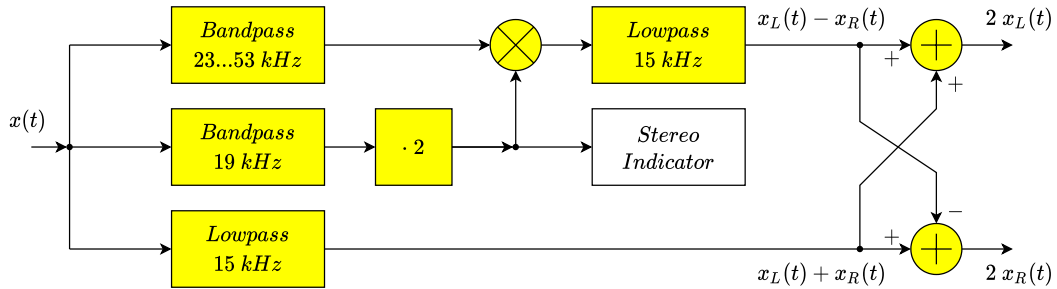 x_L(t) − x_R(t)
2 x_L(t)
Bandpass
23...53 kHz
Lowpass
15 kHz
+
+
x(t)
Bandpass
19 kHz
· 2
Stereo
Indicator
−
Lowpass
15 kHz
+
x_L(t) + x_R(t)
2 x_R(t)